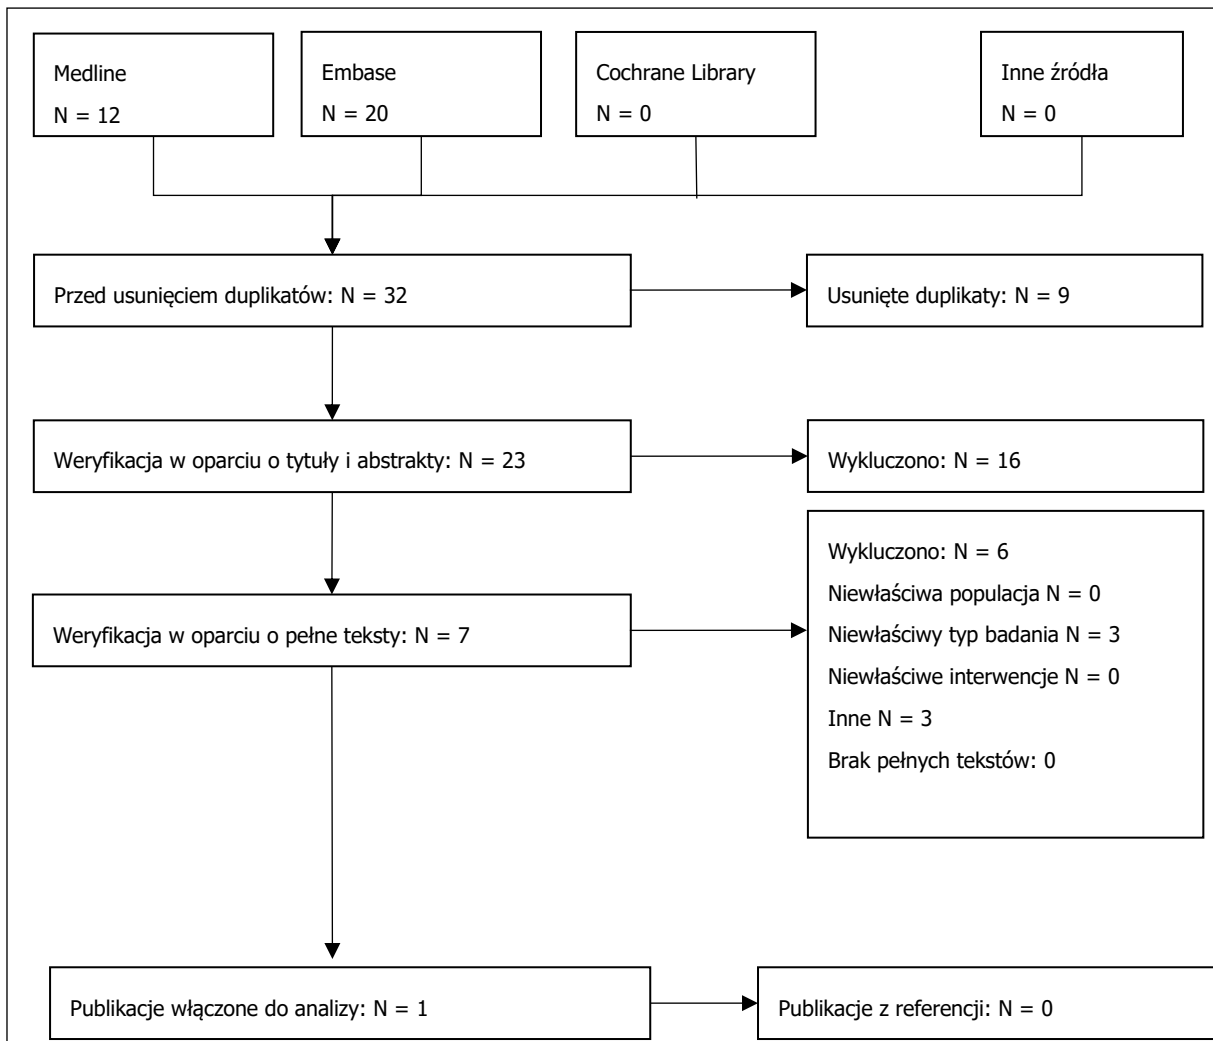 Medline
N = 12
Embase
N = 20
Cochrane Library
N = 0
Inne źródła
N = 0
Przed usunięciem duplikatów: N = 32
Usunięte duplikaty: N = 9
Weryfikacja w oparciu o tytuły i abstrakty: N = 23
Wykluczono: N = 16
Weryfikacja w oparciu o pełne teksty: N = 7
Wykluczono: N = 6
Niewłaściwa populacja N = 0
Niewłaściwy typ badania N = 3
Niewłaściwe interwencje N = 0
Inne N = 3
Brak pełnych tekstów: 0
Publikacje włączone do analizy: N = 1
Publikacje z referencji: N = 0